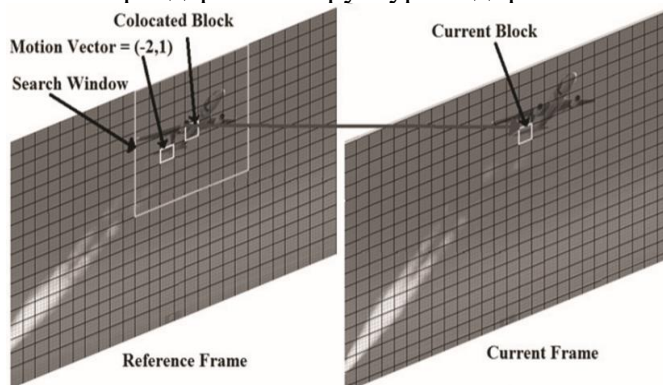 Colocated Block
Motion Vector = (-2,1)
Search Window
Current Block
Reference Frame
Current Frame